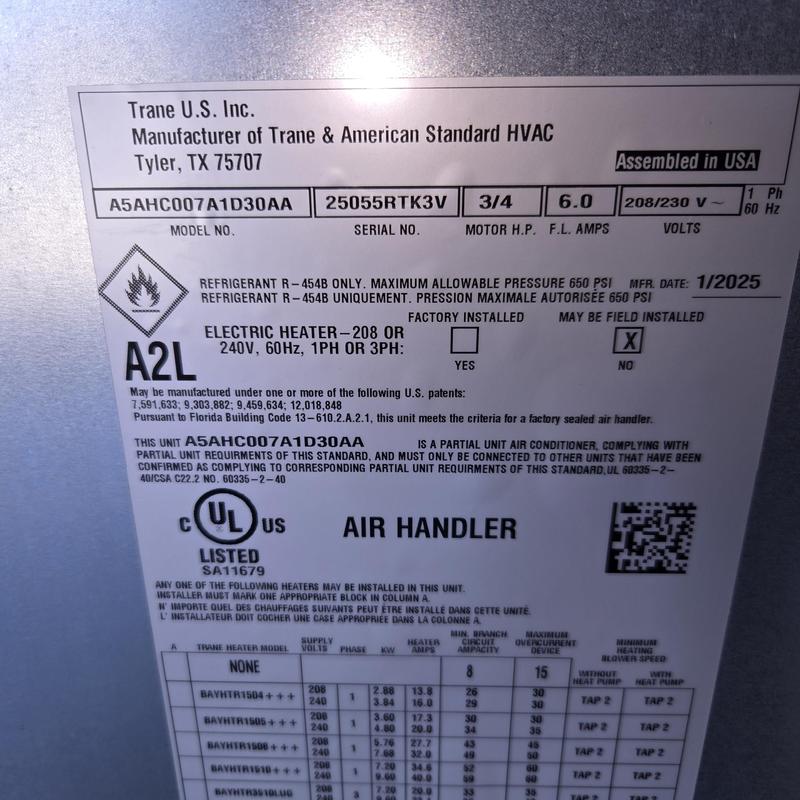 Trane U.S. Inc.
Manufacturer of Trane & American Standard HVAC
Tyler, TX 75707
Assembled in USA
A5AHC007A1D30AA 25055RTK3V 3/4 6.0 208/230 V ~ 1 Ph 60 Hz
MODEL NO. SERIAL NO. MOTOR H.P. F.L. AMPS VOLTS
REFRIGERANT R-454B ONLY. MAXIMUM ALLOWABLE PRESSURE 650 PSI MFR. DATE: 1/2025
REFRIGERANT R-454B UNIQUEMENT. PRESSION MAXIMALE AUTORISÉE 650 PSI
FACTORY INSTALLED MAY BE FIELD INSTALLED
ELECTRIC HEATER-208 OR
240V, 60Hz, 1PH OR 3PH:
X
YES NO
A2L
May be manufactured under one or more of the following U.S. patents:
7,591,633; 9,303,882; 9,459,634; 12,018,848
Pursuant to Florida Building Code 13-610.2.A.2.1, this unit meets the criteria for a factory sealed air handler.
THIS UNIT A5AHC007A1D30AA IS A PARTIAL UNIT AIR CONDITIONER, COMPLYING WITH
PARTIAL UNIT REQUIRMENTS OF THIS STANDARD, AND MUST ONLY BE CONNECTED TO OTHER UNITS THAT HAVE BEEN
CONFIRMED AS COMPLYING TO CORRESPONDING PARTIAL UNIT REQUIRMENTS OF THIS STANDARD,UL 60335-2-
40/CSA C22.2 NO. 60335-2-40
C UL US
LISTED
SA11679
AIR HANDLER
ANY ONE OF THE FOLLOWING HEATERS MAY BE INSTALLED IN THIS UNIT.
INSTALLER MUST MARK ONE APPROPRIATE BLOCK IN COLUMN A.
N' IMPORTE QUEL DES CHAUFFAGES SUIVANTS PEUT ÊTRE INSTALLÉ DANS CETTE UNITÉ.
L' INSTALLATEUR DOIT COCHER UNE CASE APPROPRIÉE DANS LA COLONNE A.
A TRANE HEATER MODEL SUPPLY VOLTS PHASE KW HEATER AMPS MIN. BRANCH CIRCUIT AMPACITY MAXIMUM OVERCURRENT DEVICE MINIMUM HEATING BLOWER SPEED
WITHOUT HEAT PUMP WITH HEAT PUMP
NONE 8 15
BAYHTR1504+++ 208 1 2.88 13.8 26 30 TAP 2 TAP 2
240 3.84 16.0 29 30
BAYHTR1505+++ 208 1 3.60 17.3 30 30 TAP 2 TAP 2
240 4.80 20.0 34 35
BAYHTR1508+++ 208 1 5.76 27.7 43 45 TAP 2 TAP 2
240 7.68 32.0 49 50
BAYHTR1510+++ 208 1 7.20 34.6 52 60 TAP 2 TAP 2
240 9.60 40.0 59 60
BAYHTR3510LUG 208 3 7.20 20.0 33 35 TAP 2 TAP 2
240